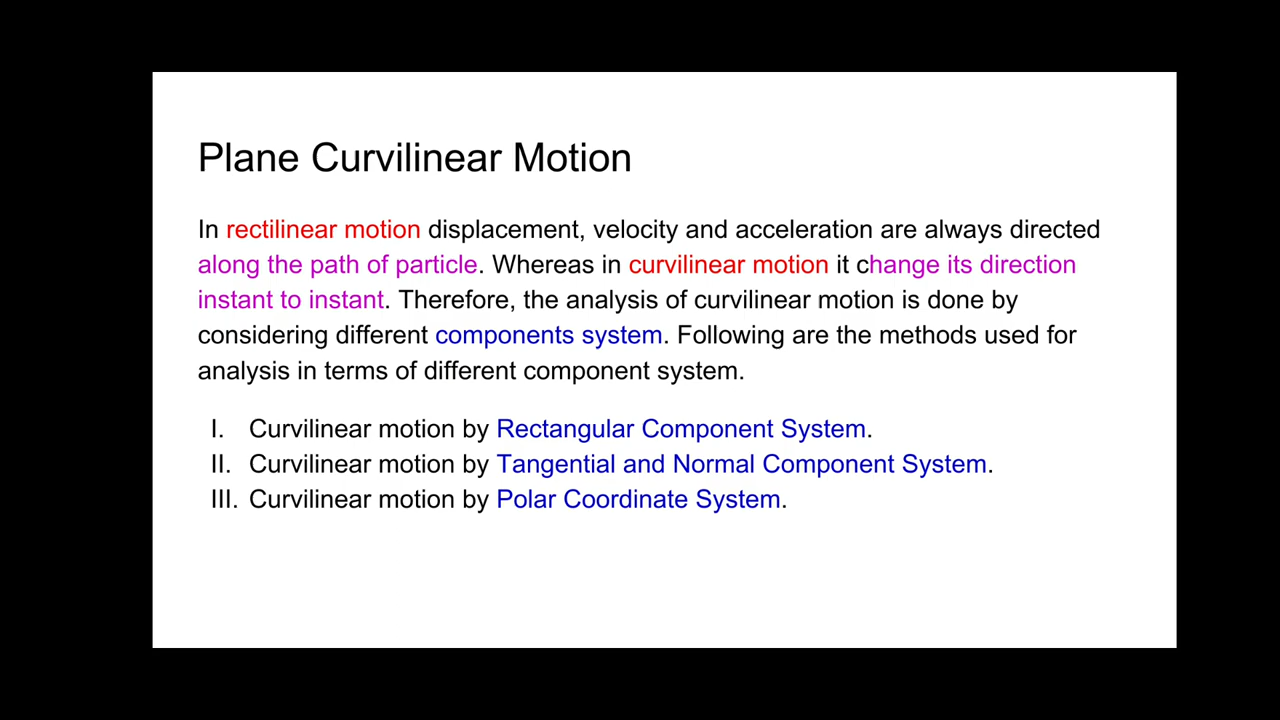 Plane Curvilinear Motion
In rectilinear motion displacement, velocity and acceleration are always directed
along the path of particle. Whereas in curvilinear motion it change its direction
instant to instant. Therefore, the analysis of curvilinear motion is done by
considering different components system. Following are the methods used for
analysis in terms of different component system.
I. Curvilinear motion by Rectangular Component System.
II. Curvilinear motion by Tangential and Normal Component System.
III. Curvilinear motion by Polar Coordinate System.